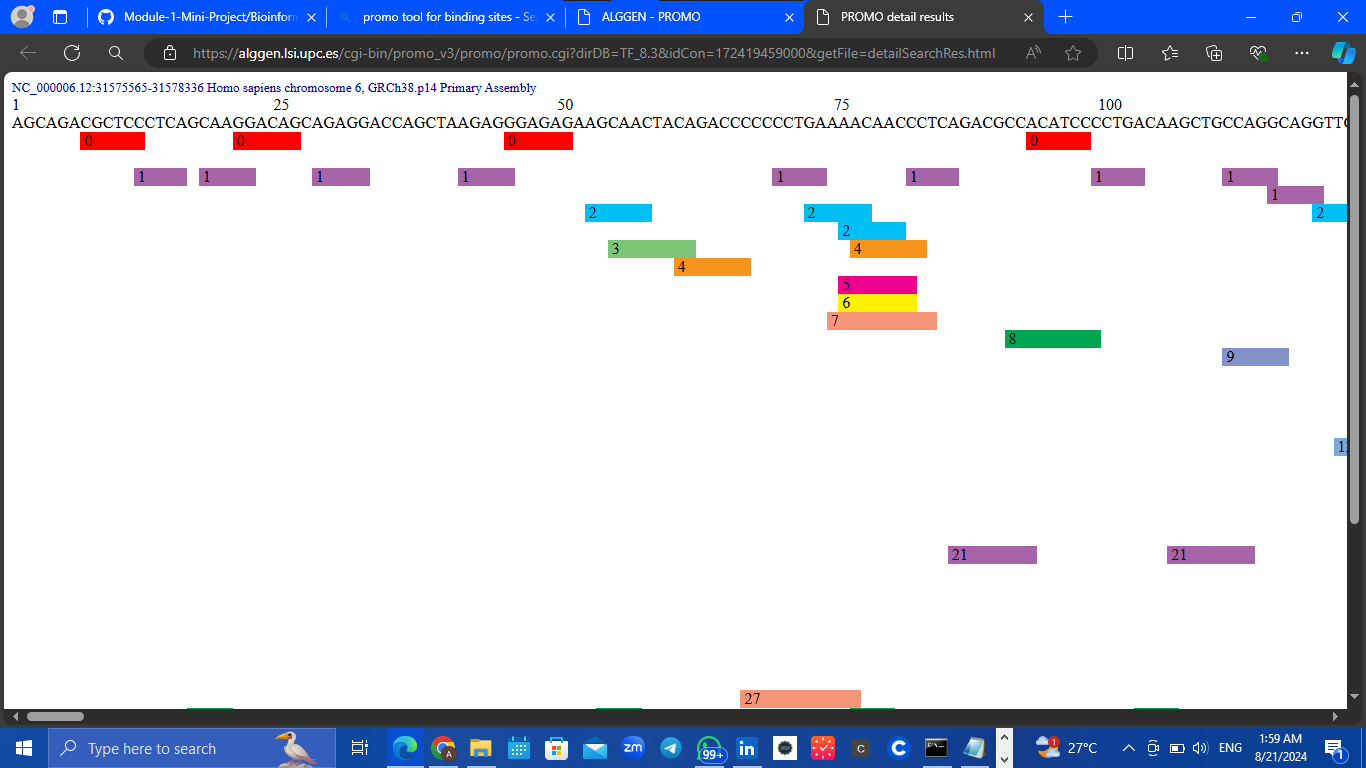 Module-1-Mini-Project/Bioinforn
promo tool for binding sites - Se
ALGGEN - PROMO
PROMO detail results
https://alggen.lsi.upc.es/cgi-bin/promo_v3/promo/promo.cgi?dirDB=TF_8.3&idCon=172419459000&getFile=detailSearchRes.html
NC_000006.12:31575565-31578336 Homo sapiens chromosome 6, GRCh38.p14 Primary Assembly
1 25 50 75 100
AGCAGACGCTCCCTCAGCAAGGACAGCAGAGGACCAGCTAAGAGGGAGAGAAGCAACTACAGACCCCCCCTGAAAACAACCCTCAGACGCCACATCCCCTGACAAGCTGCCAGGCAGGTTC
0 0 0 0
1 1 1 1 1 1 1 1
1
2 2 2
2
3 4
4
5
6
7
8
9
21 21
27
Type here to search
zm
99+
in
C
C
1
27°C
ENG
1:59 AM
8/21/2024
1